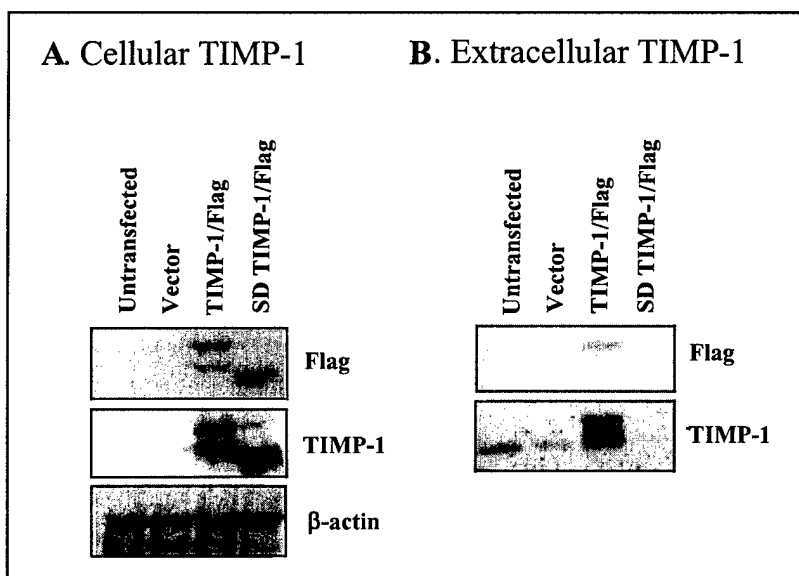 A. Cellular TIMP-1
Untransfected
Vector
TIMP-1/Flag
SD TIMP-1/Flag
Flag
TIMP-1
β-actin
B. Extracellular TIMP-1
Untransfected
Vector
TIMP-1/Flag
SD TIMP-1/Flag
Flag
TIMP-1